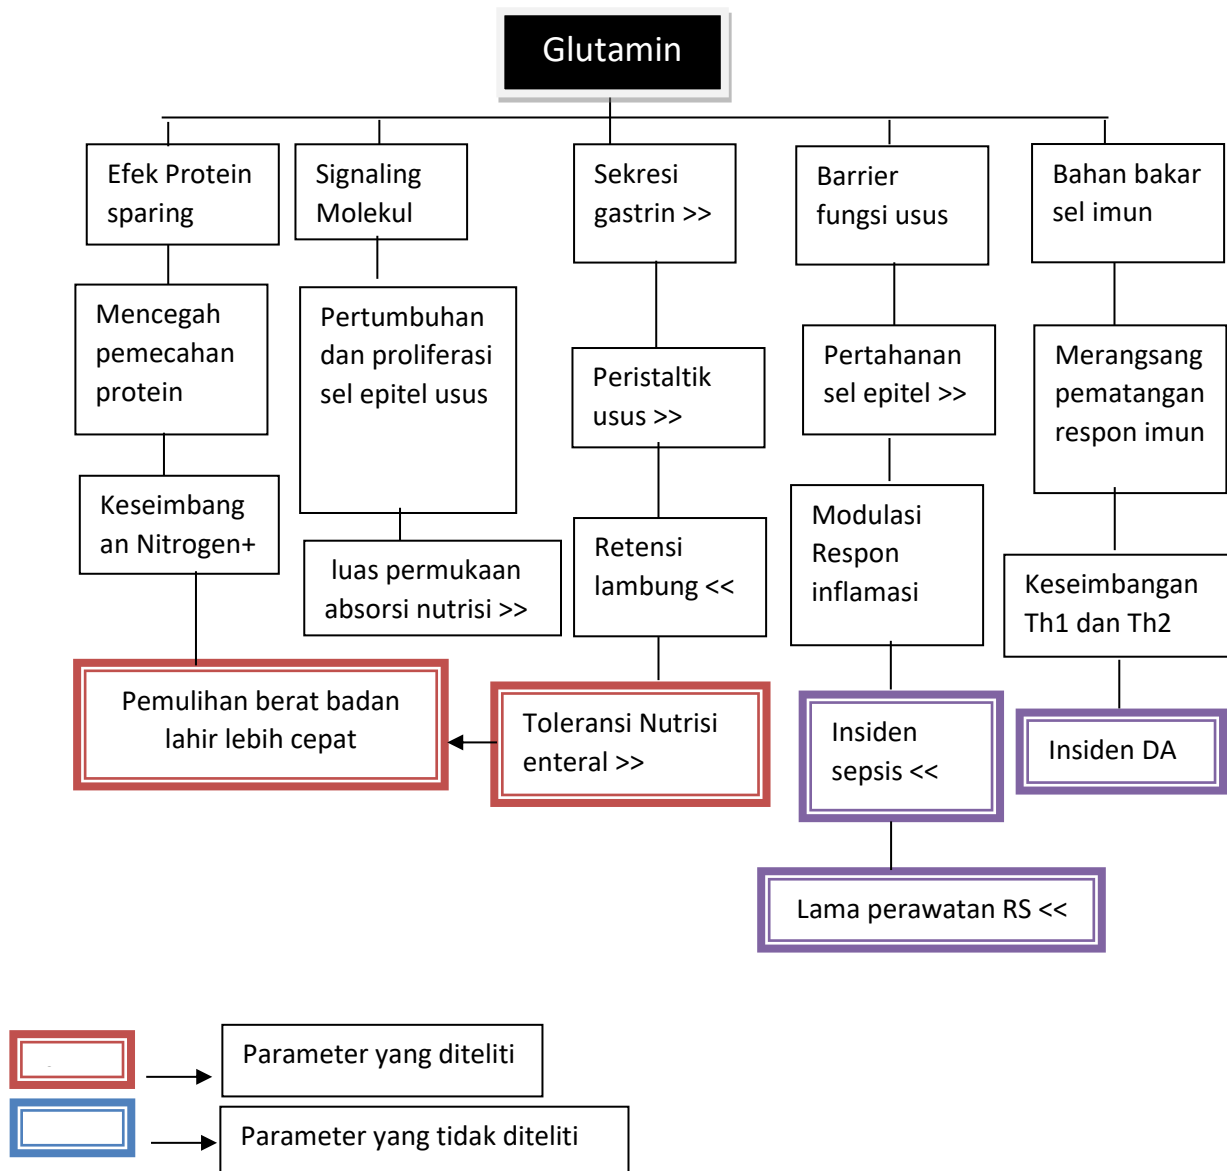 Glutamin
Efek Protein
sparing
Signaling
Molekul
Sekresi
gastrin >>
Barrier
fungsi usus
Bahan bakar
sel imun
Mencegah
pemecahan
protein
Pertumbuhan
dan proliferasi
sel epitel usus
Peristaltik
usus >>
Pertahanan
sel epitel >>
Merangsang
pematangan
respon imun
Keseimbang
an Nitrogen+
luas permukaan
absorsi nutrisi >>
Retensi
lambung <<
Modulasi
Respon
inflamasi
Keseimbangan
Th1 dan Th2
Pemulihan berat badan
lahir lebih cepat
Toleransi Nutrisi
enteral >>
Insiden
sepsis <<
Insiden DA
Lama perawatan RS <<
Parameter yang diteliti
Parameter yang tidak diteliti